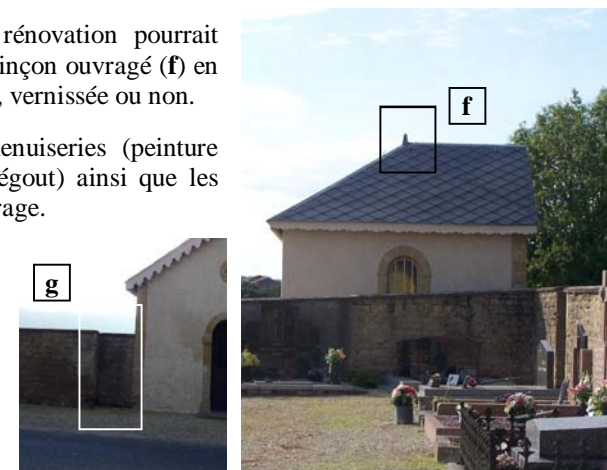 rénovation pourrait
inçon ouvragé (f) en
, vernissée ou non.
enuiseries (peinture
égout) ainsi que les
rage.
f
g